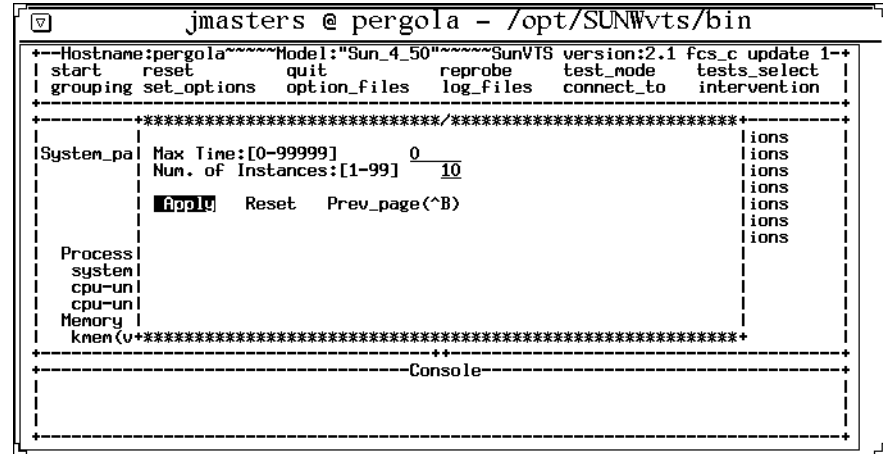 jmasters @ pergola - /opt/SUNWvts/bin
+--Hostname:pergola~~~~~Model:"Sun_4_50"~~~~~SunVTS version:2.1 fcs_c update 1-+
start reset quit reprobe test_mode tests_select
grouping set_options option_files log_files connect_to intervention
ions
System_pa Max Time:[0-99999] 0 ions
Num. of Instances:[1-99] 10 ions
ions
Apply Reset Prev_page(^B) ions
ions
ions
Process
system
cpu-un
cpu-un
Memory
kmem(v
Console